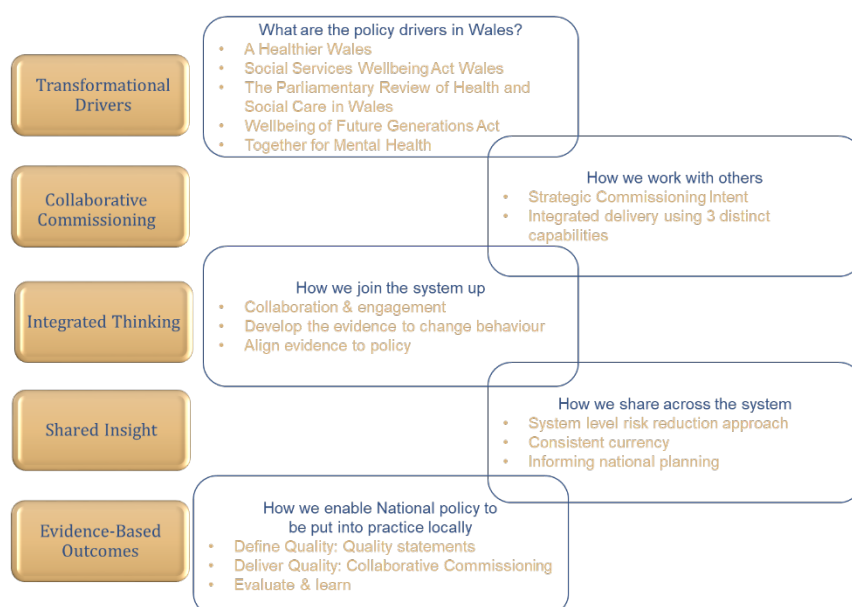 Transformational
Drivers
What are the policy drivers in Wales?
• A Healthier Wales
• Social Services Wellbeing Act Wales
• The Parliamentary Review of Health and
Social Care in Wales
• Wellbeing of Future Generations Act
• Together for Mental Health
Collaborative
Commissioning
How we work with others
• Strategic Commissioning Intent
• Integrated delivery using 3 distinct
capabilities
Integrated Thinking
How we join the system up
• Collaboration & engagement
• Develop the evidence to change behaviour
• Align evidence to policy
Shared Insight
How we share across the system
• System level risk reduction approach
• Consistent currency
• Informing national planning
Evidence-Based
Outcomes
How we enable National policy to
be put into practice locally
• Define Quality: Quality statements
• Deliver Quality: Collaborative Commissioning
• Evaluate & learn